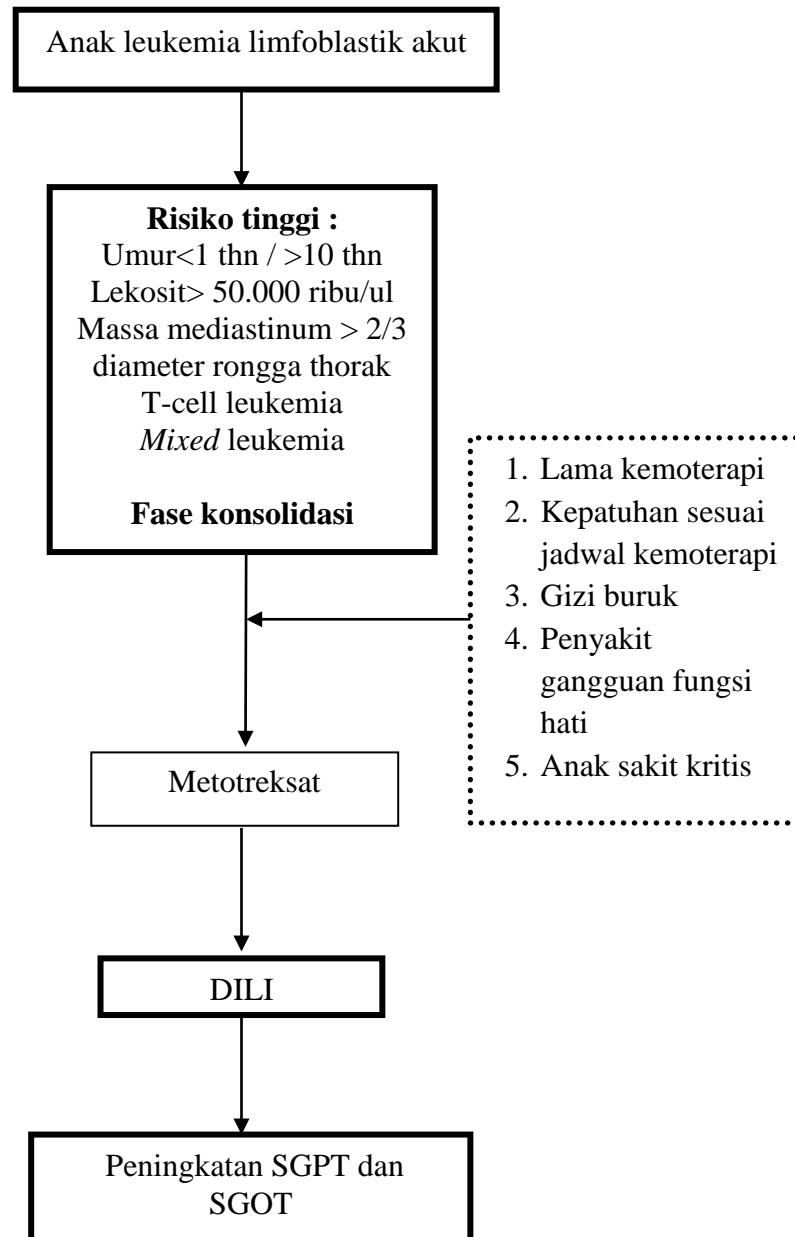 Anak leukemia limfoblastik akut
Risiko tinggi :
Umur<1 thn / >10 thn
Lekosit> 50.000 ribu/ul
Massa mediastinum > 2/3
diameter rongga thorak
T-cell leukemia
Mixed leukemia
Fase konsolidasi
1. Lama kemoterapi
2. Kepatuhan sesuai
jadwal kemoterapi
3. Gizi buruk
4. Penyakit
gangguan fungsi
hati
5. Anak sakit kritis
Metotreksat
DILI
Peningkatan SGPT dan
SGOT